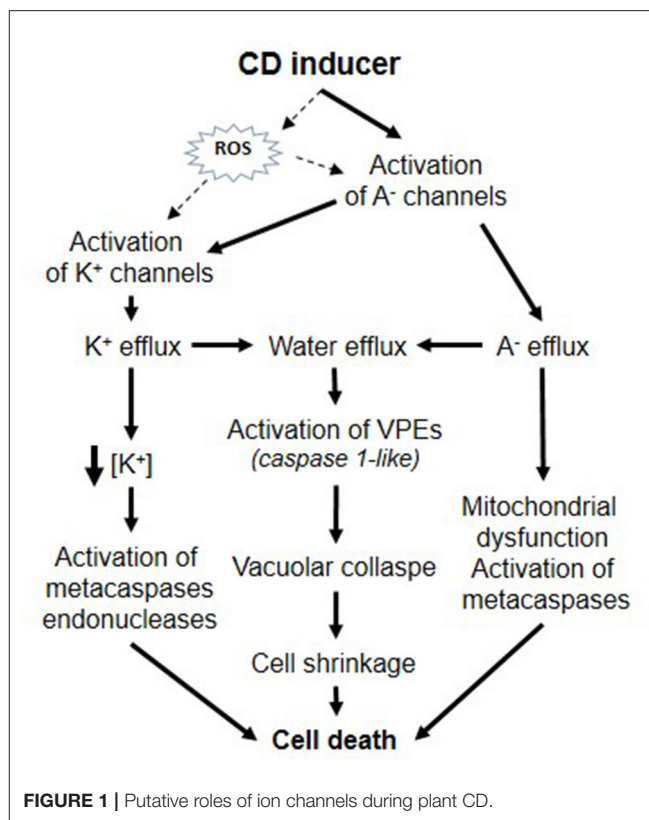 CD inducer
ROS
Activation
of A- channels
Activation
of K+ channels
K+ efflux
Water efflux
A- efflux
Activation of VPEs
(caspase 1-like)
[K+]
Mitochondrial
dysfunction
Activation of
metacaspases
Activation of
metacaspases
endonucleases
Vacuolar collaspe
Cell shrinkage
Cell death
FIGURE 1 | Putative roles of ion channels during plant CD.